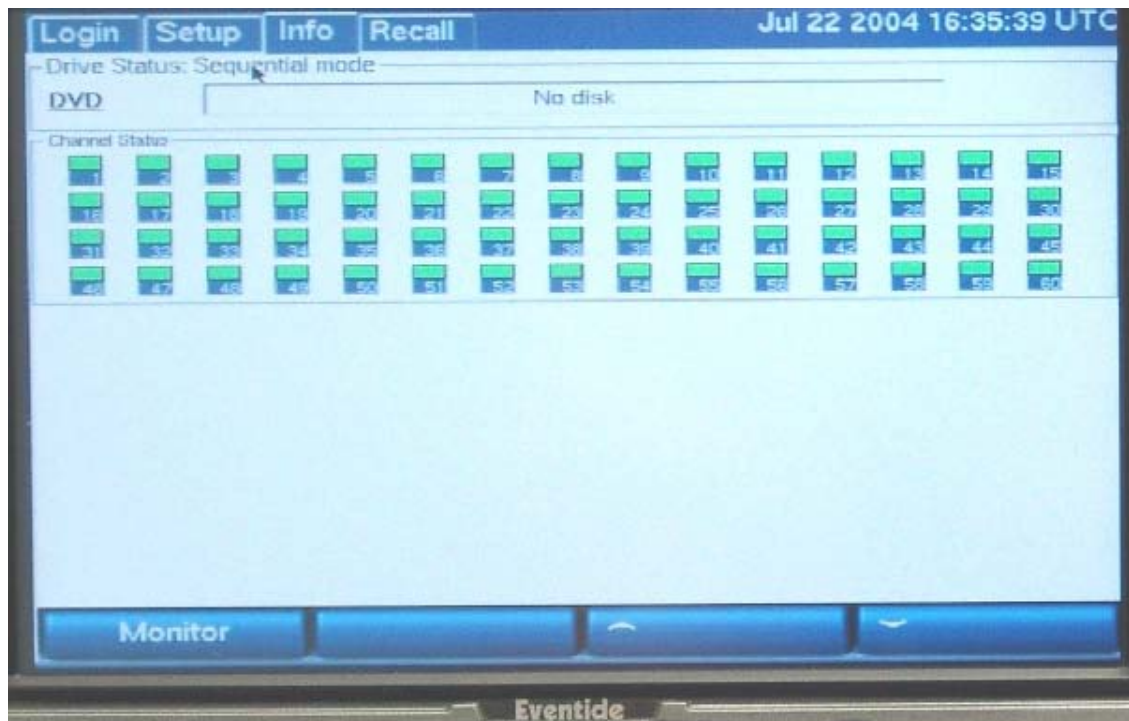 Login Setup Info Recall Jul 22 2004 16:35:39 UTC
Drive Status: Sequential mode
DVD No disk
Channel Status
1 2 3 4 5 6 7 8 9 10 11 12 13 14 15
16 17 18 19 20 21 22 23 24 25 26 27 28 29 30
31 32 33 34 35 36 37 38 39 40 41 42 43 44 45
46 47 48 49 50 51 52 53 54 55 56 57 58 59 60
Monitor
Eventide